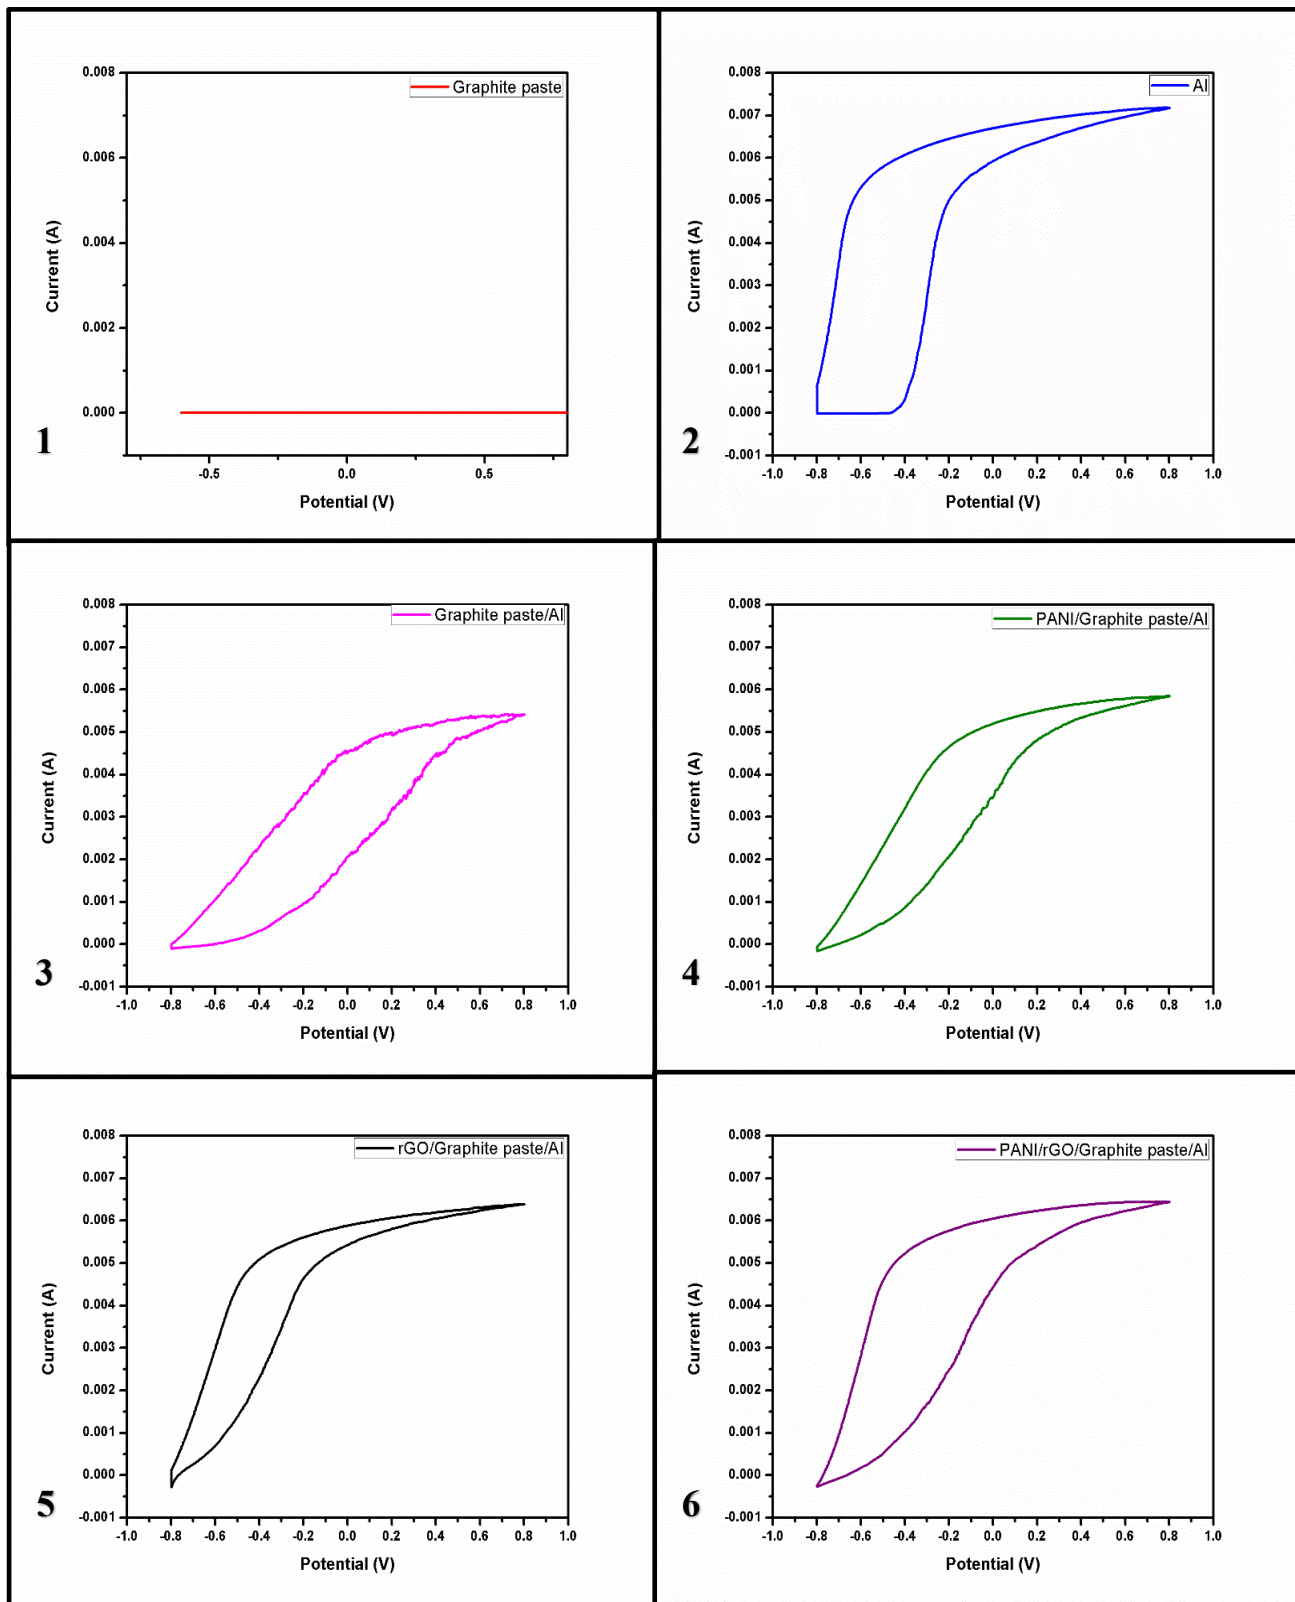 0.008
Graphite paste
0.006
0.004
0.002
0.000
Current (A)
-0.5
0.0
0.5
Potential (V)
1
0.008
Al
0.007
0.006
0.005
0.004
0.003
0.002
0.001
0.000
-0.001
Current (A)
-1.0 -0.8 -0.6 -0.4 -0.2 0.0 0.2 0.4 0.6 0.8 1.0
Potential (V)
2
0.008
Graphite paste/Al
0.007
0.006
0.005
0.004
0.003
0.002
0.001
0.000
-0.001
Current (A)
-1.0 -0.8 -0.6 -0.4 -0.2 0.0 0.2 0.4 0.6 0.8 1.0
Potential (V)
3
0.008
PANI/Graphite paste/Al
0.007
0.006
0.005
0.004
0.003
0.002
0.001
0.000
-0.001
Current (A)
-1.0 -0.8 -0.6 -0.4 -0.2 0.0 0.2 0.4 0.6 0.8 1.0
Potential (V)
4
0.008
rGO/Graphite paste/Al
0.007
0.006
0.005
0.004
0.003
0.002
0.001
0.000
-0.001
Current (A)
-1.0 -0.8 -0.6 -0.4 -0.2 0.0 0.2 0.4 0.6 0.8 1.0
Potential (V)
5
0.008
PANI/rGO/Graphite paste/Al
0.007
0.006
0.005
0.004
0.003
0.002
0.001
0.000
-0.001
Current (A)
-1.0 -0.8 -0.6 -0.4 -0.2 0.0 0.2 0.4 0.6 0.8 1.0
Potential (V)
6